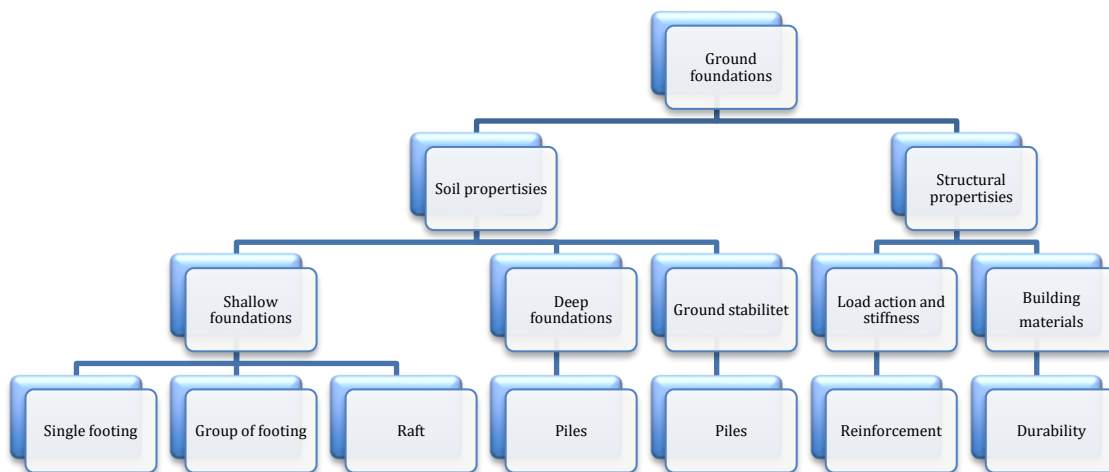 Ground
foundations
Soil propertisies
Structural
propertisies
Shallow
foundations
Deep
foundations
Ground stabilitet
Load action and
stiffness
Building
materials
Single footing
Group of footing
Raft
Piles
Piles
Reinforcement
Durability